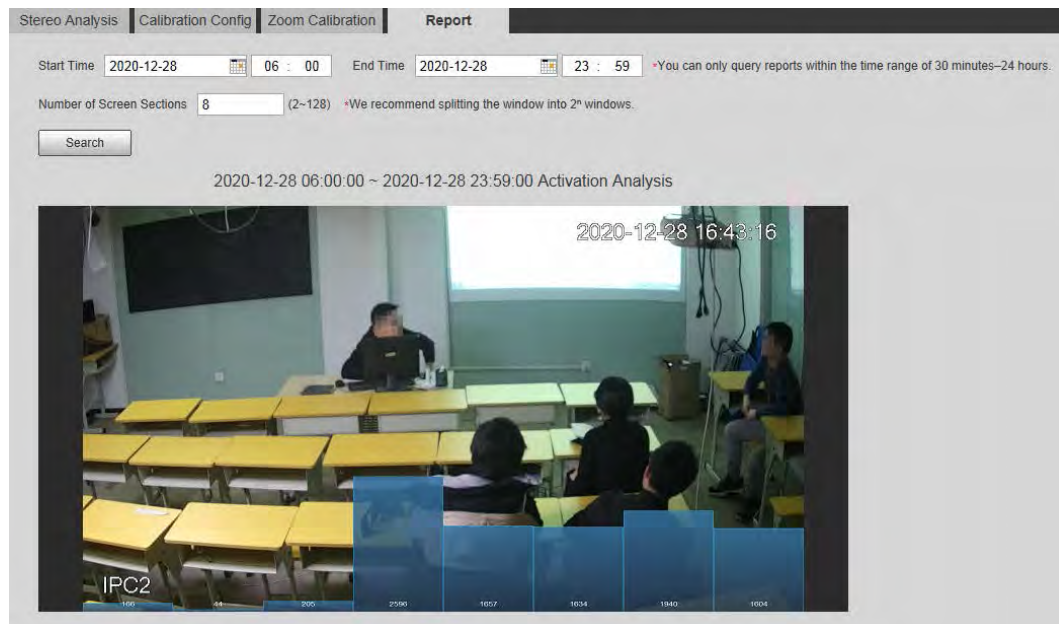 Stereo Analysis Calibration Config Zoom Calibration Report
Start Time 2020-12-28 06 : 00 End Time 2020-12-28 23 : 59 *You can only query reports within the time range of 30 minutes–24 hours.
Number of Screen Sections 8 (2~128) *We recommend splitting the window into 2ⁿ windows.
Search
2020-12-28 06:00:00 ~ 2020-12-28 23:59:00 Activation Analysis
2020-12-28 16:43:16
IPC2
166 44 205 2596 1657 1634 1940 1604